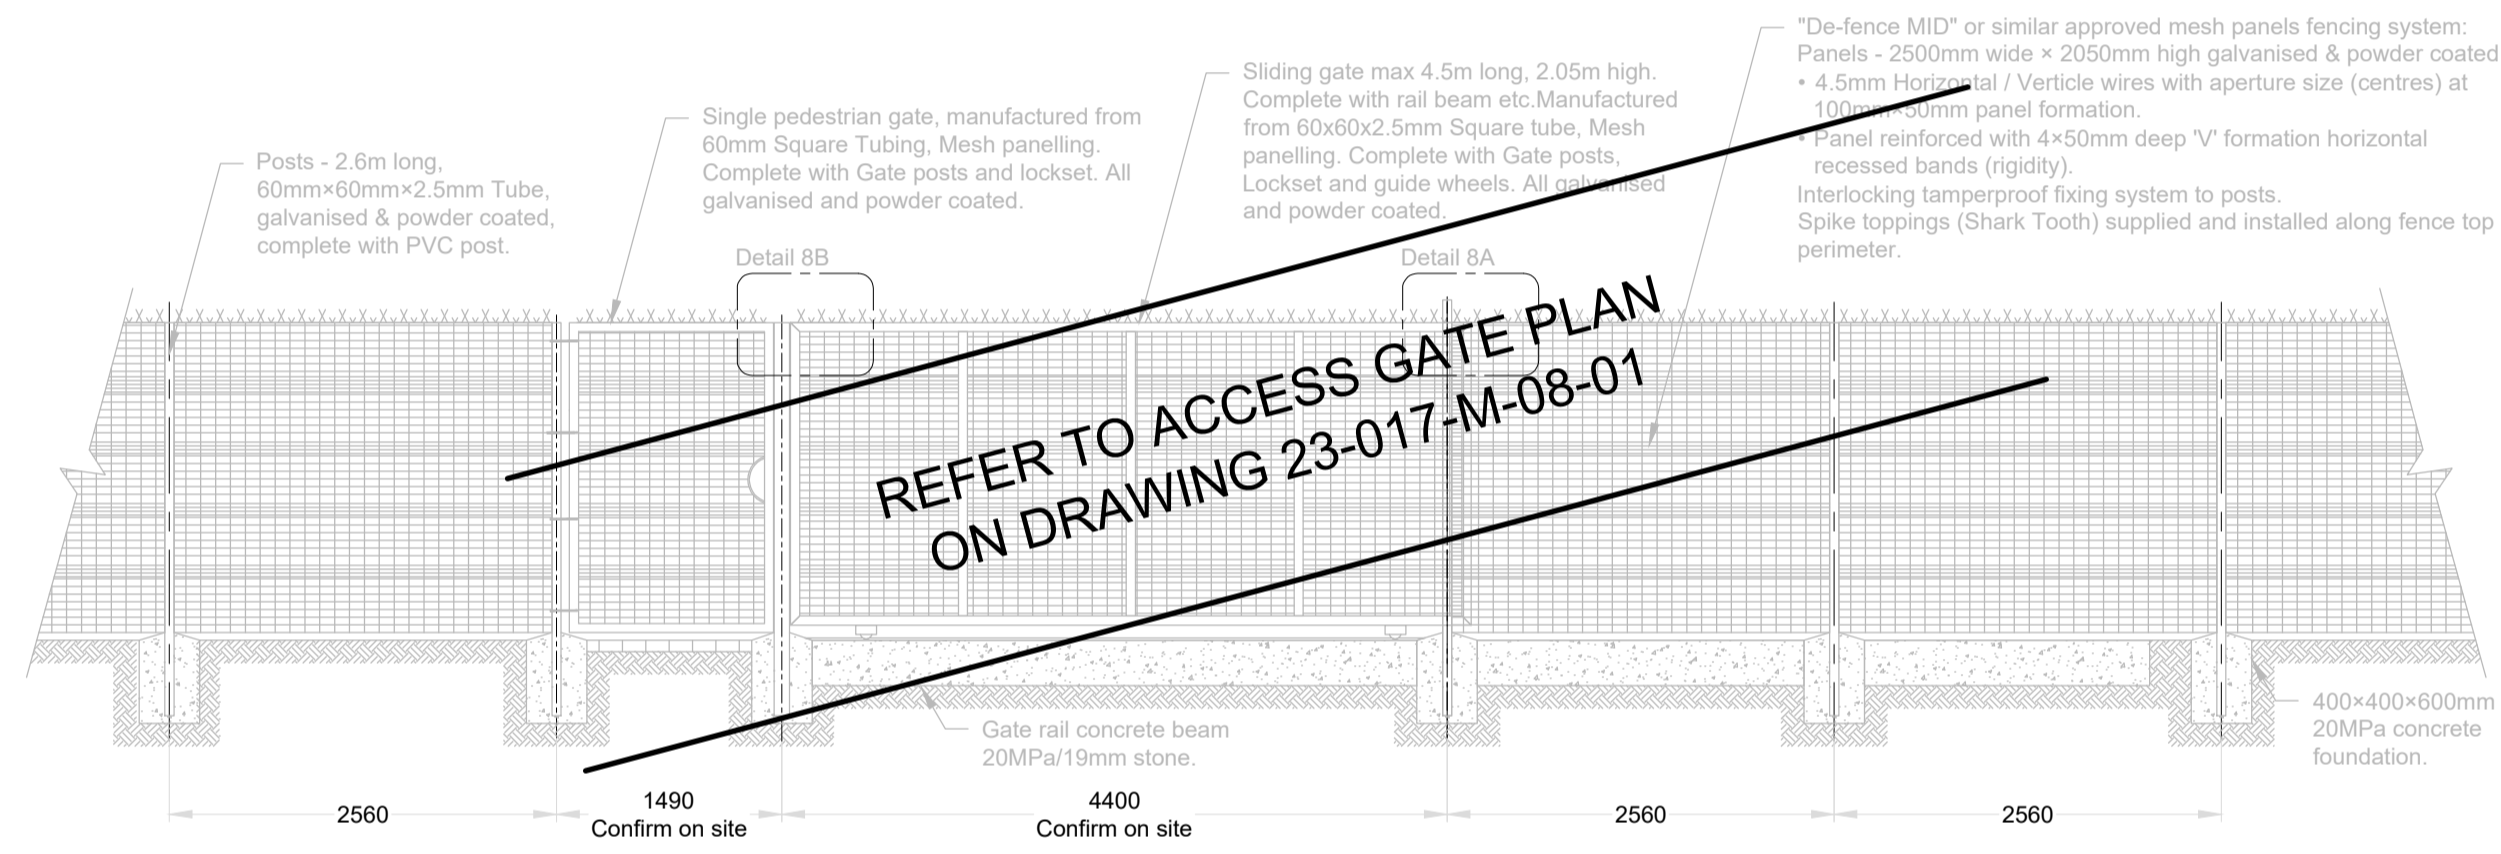 "De-fence MID" or similar approved mesh panels fencing system:
Panels - 2500mm wide × 2050mm high galvanised & powder coated
• 4.5mm Horizontal / Verticle wires with aperture size (centres) at
100mm×50mm panel formation.
• Panel reinforced with 4×50mm deep 'V' formation horizontal
recessed bands (rigidity).
Interlocking tamperproof fixing system to posts.
Spike toppings (Shark Tooth) supplied and installed along fence top
perimeter.
Sliding gate max 4.5m long, 2.05m high.
Complete with rail beam etc.Manufactured
from 60x60x2.5mm Square tube, Mesh
panelling. Complete with Gate posts,
Lockset and guide wheels. All galvanised
and powder coated.
Single pedestrian gate, manufactured from
60mm Square Tubing, Mesh panelling.
Complete with Gate posts and lockset. All
galvanised and powder coated.
Posts - 2.6m long,
60mm×60mm×2.5mm Tube,
galvanised & powder coated,
complete with PVC post.
Detail 8B
Detail 8A
REFER TO ACCESS GATE PLAN
ON DRAWING 23-017-M-08-01
Gate rail concrete beam
20MPa/19mm stone.
400×400×600mm
20MPa concrete
foundation.
2560
1490
Confirm on site
4400
Confirm on site
2560
2560